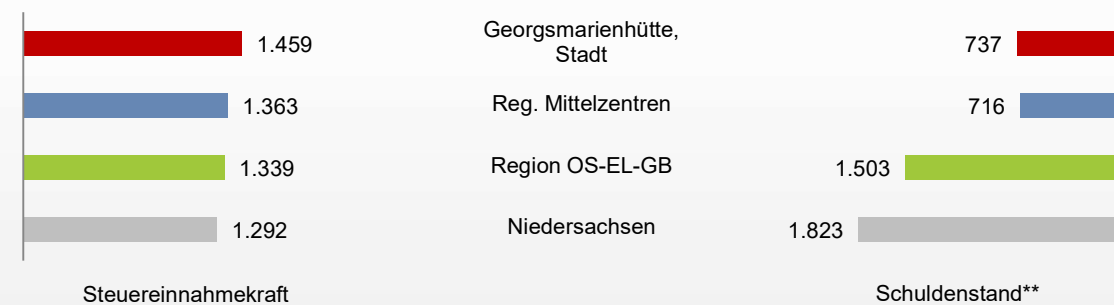 1.459
Georgsmarienhütte,
Stadt
737
1.363
Reg. Mittelzentren
716
1.339
Region OS-EL-GB
1.503
1.292
Niedersachsen
1.823
Steuereinnahmekraft
Schuldenstand**